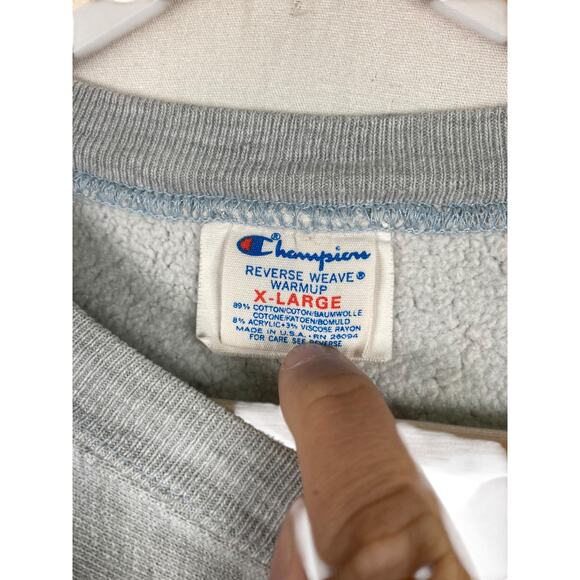 Champion®
REVERSE WEAVE®
WARMUP
X-LARGE
89% COTTON/COTON/BAUMWOLLE
COTONE/KATOEN/BOMULD
8% ACRYLIC•3% VISCOSE RAYON
MADE IN U.S.A.•RN 26094
FOR CARE SEE REVERSE